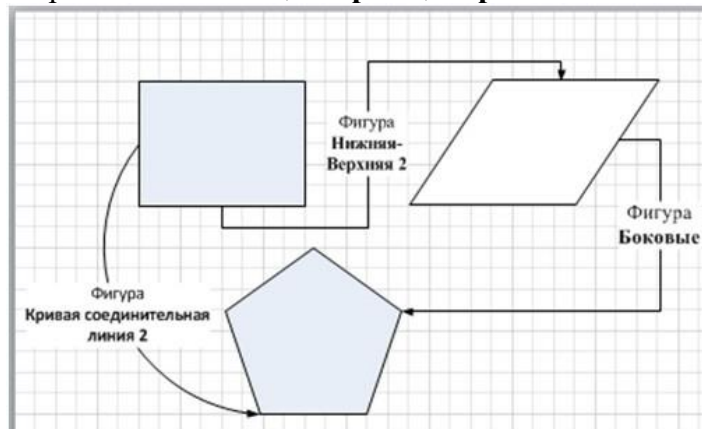 Фигура
Нижняя-
Верхняя 2
Фигура
Боковые
Фигура
Кривая соединительная
линия 2